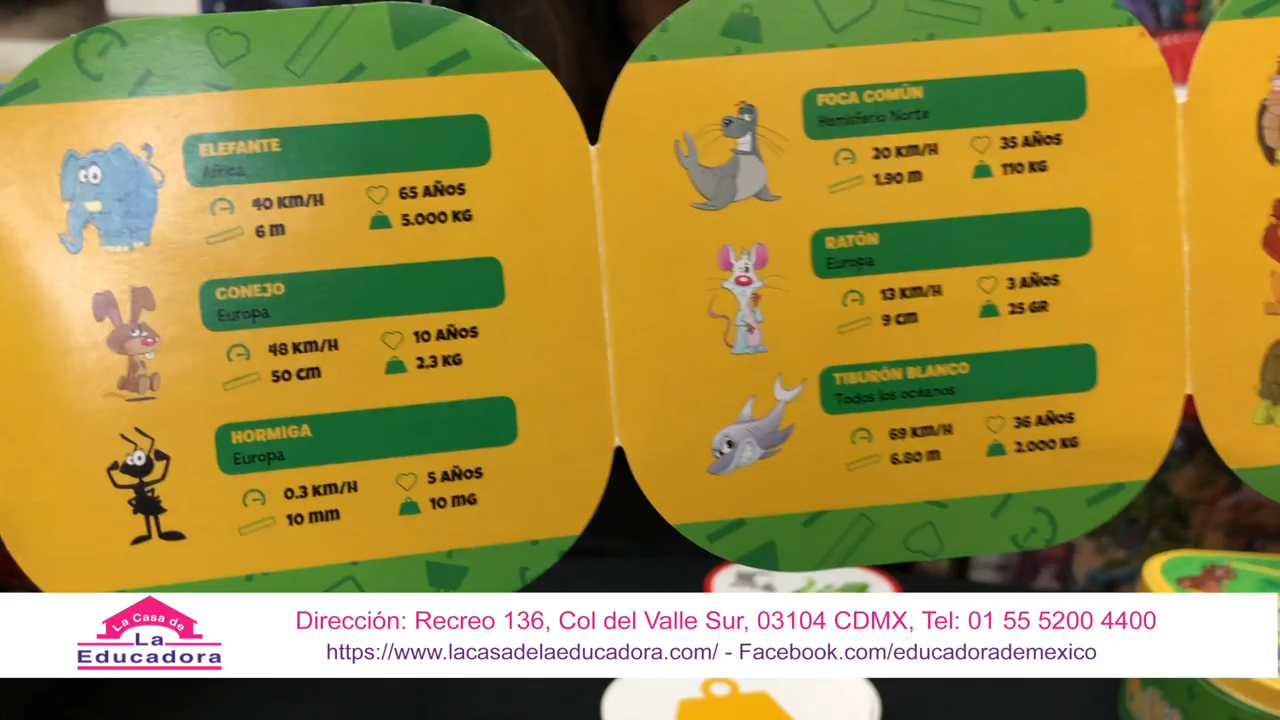 ELEFANTE
África
40 KM/H
65 AÑOS
6 m
5.000 KG
CONEJO
Europa
48 KM/H
10 AÑOS
50 cm
2,3 KG
HORMIGA
Europa
0.3 KM/H
5 AÑOS
10 mm
10 mG
FOCA COMÚN
Hemisferio Norte
20 KM/H
35 AÑOS
1,90 m
110 KG
RATÓN
Europa
13 KM/H
3 AÑOS
9 cm
25 GR
TIBURÓN BLANCO
Todos los océanos
69 KM/H
36 AÑOS
6,80 m
2.000 KG
La Casa de
La
Educadora
Dirección: Recreo 136, Col del Valle Sur, 03104 CDMX, Tel: 01 55 5200 4400
https://www.lacasadelaeducadora.com/ - Facebook.com/educadorademexico